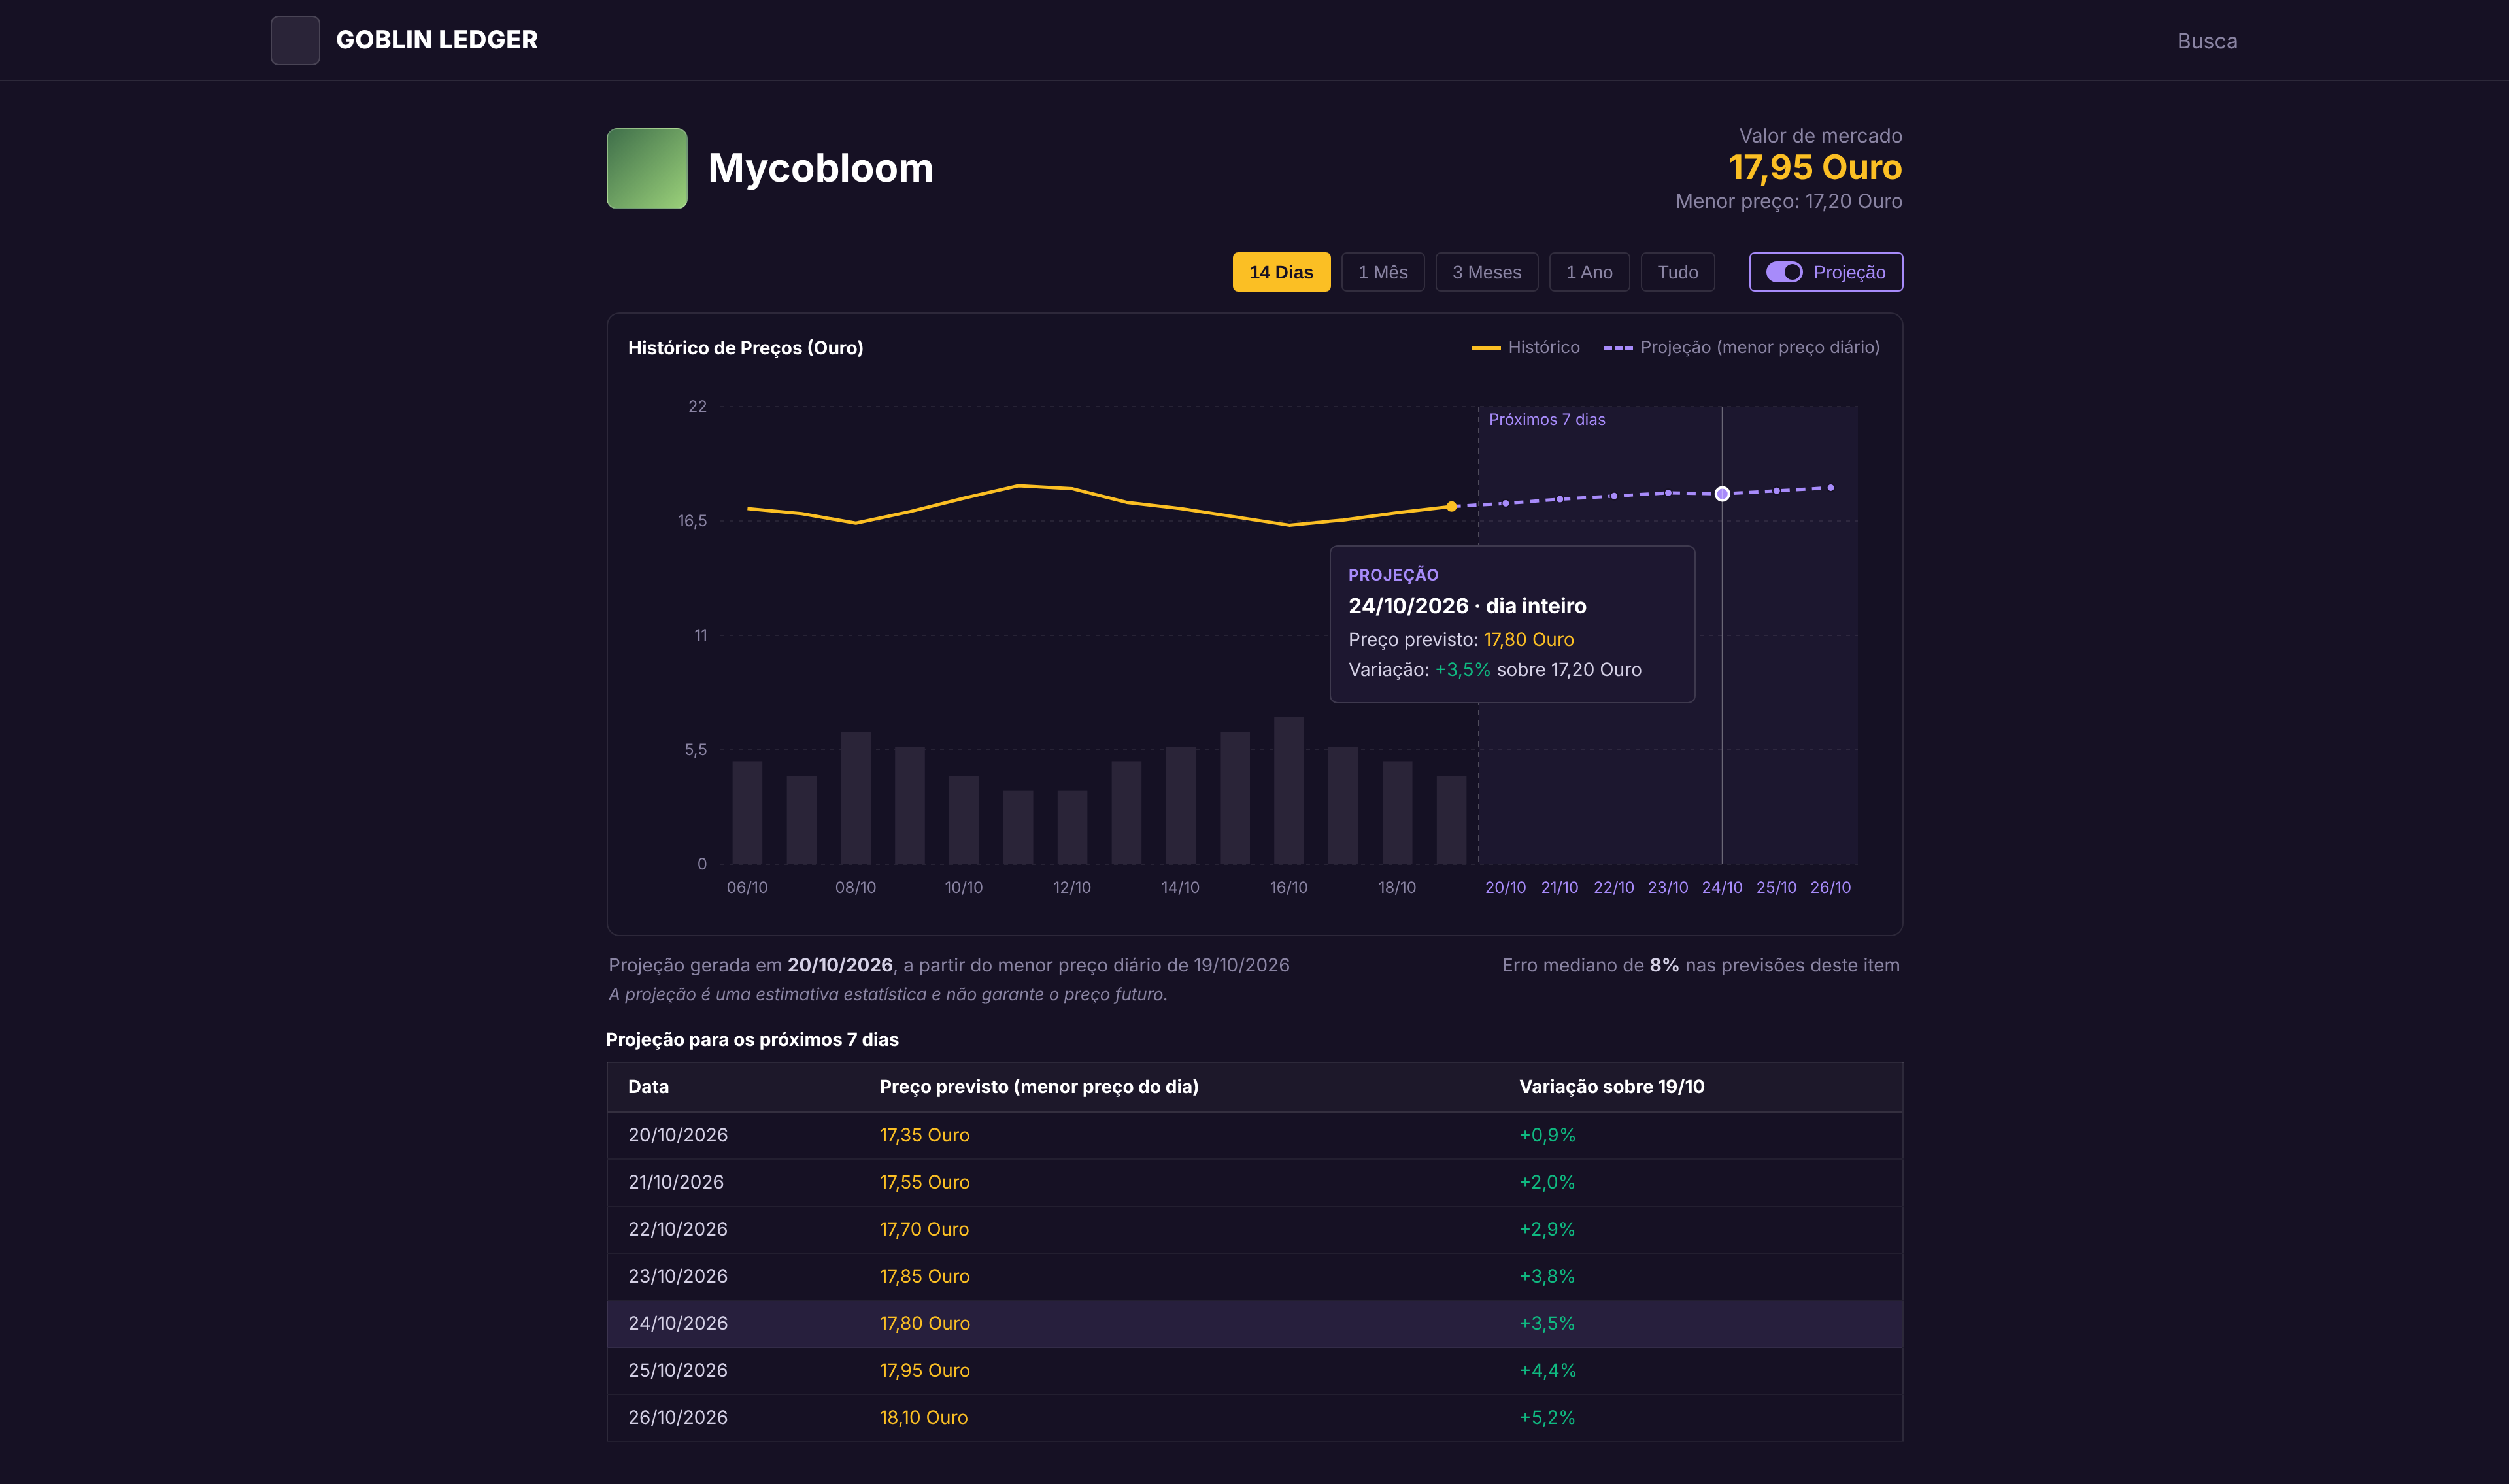 GOBLIN LEDGER
Busca
Mycobloom
Valor de mercado
17,95 Ouro
Menor preço: 17,20 Ouro
14 Dias
1 Mês
3 Meses
1 Ano
Tudo
Projeção
Histórico de Preços (Ouro)
Histórico
Projeção (menor preço diário)
22
16,5
11
5,5
0
Próximos 7 dias
PROJEÇÃO
24/10/2026 · dia inteiro
Preço previsto: 17,80 Ouro
Variação: +3,5% sobre 17,20 Ouro
06/10
08/10
10/10
12/10
14/10
16/10
18/10
20/10
21/10
22/10
23/10
24/10
25/10
26/10
Projeção gerada em 20/10/2026, a partir do menor preço diário de 19/10/2026
Erro mediano de 8% nas previsões deste item
A projeção é uma estimativa estatística e não garante o preço futuro.
Projeção para os próximos 7 dias
Data Preço previsto (menor preço do dia) Variação sobre 19/10
20/10/2026 17,35 Ouro +0,9%
21/10/2026 17,55 Ouro +2,0%
22/10/2026 17,70 Ouro +2,9%
23/10/2026 17,85 Ouro +3,8%
24/10/2026 17,80 Ouro +3,5%
25/10/2026 17,95 Ouro +4,4%
26/10/2026 18,10 Ouro +5,2%